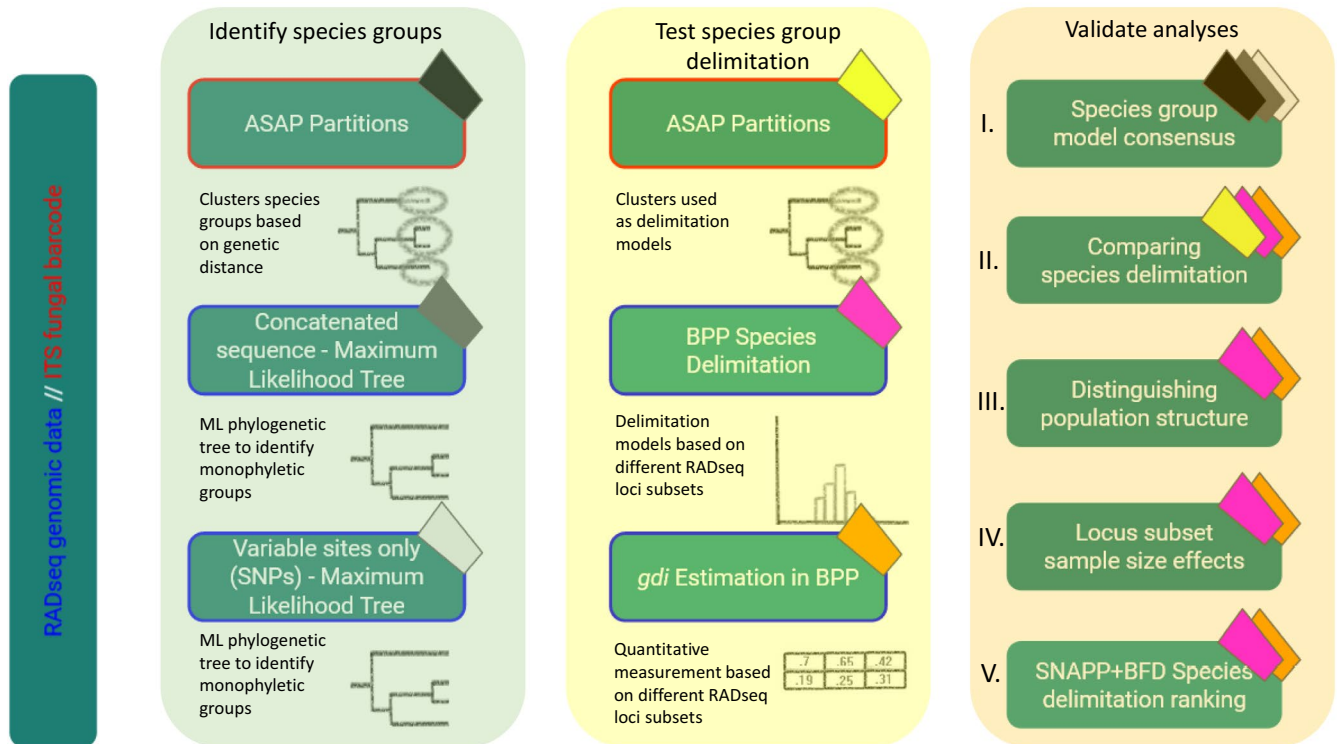 RADseq genomic data // ITS fungal barcode
Identify species groups
ASAP Partitions
Clusters species
groups based
on genetic
distance
Concatenated
sequence - Maximum
Likelihood Tree
ML phylogenetic
tree to identify
monophyletic
groups
Variable sites only
(SNPs) - Maximum
Likelihood Tree
ML phylogenetic
tree to identify
monophyletic
groups
Test species group
delimitation
ASAP Partitions
Clusters used
as delimitation
models
BPP Species
Delimitation
Delimitation
models based on
different RADseq
loci subsets
gdi Estimation in BPP
Quantitative
measurement based
on different RADseq
loci subsets
.7 .65 .42
.19 .25 .31
Validate analyses
I.
Species group
model consensus
II.
Comparing
species delimitation
III.
Distinguishing
population structure
IV.
Locus subset
sample size effects
V.
SNAPP+BFD Species
delimitation ranking